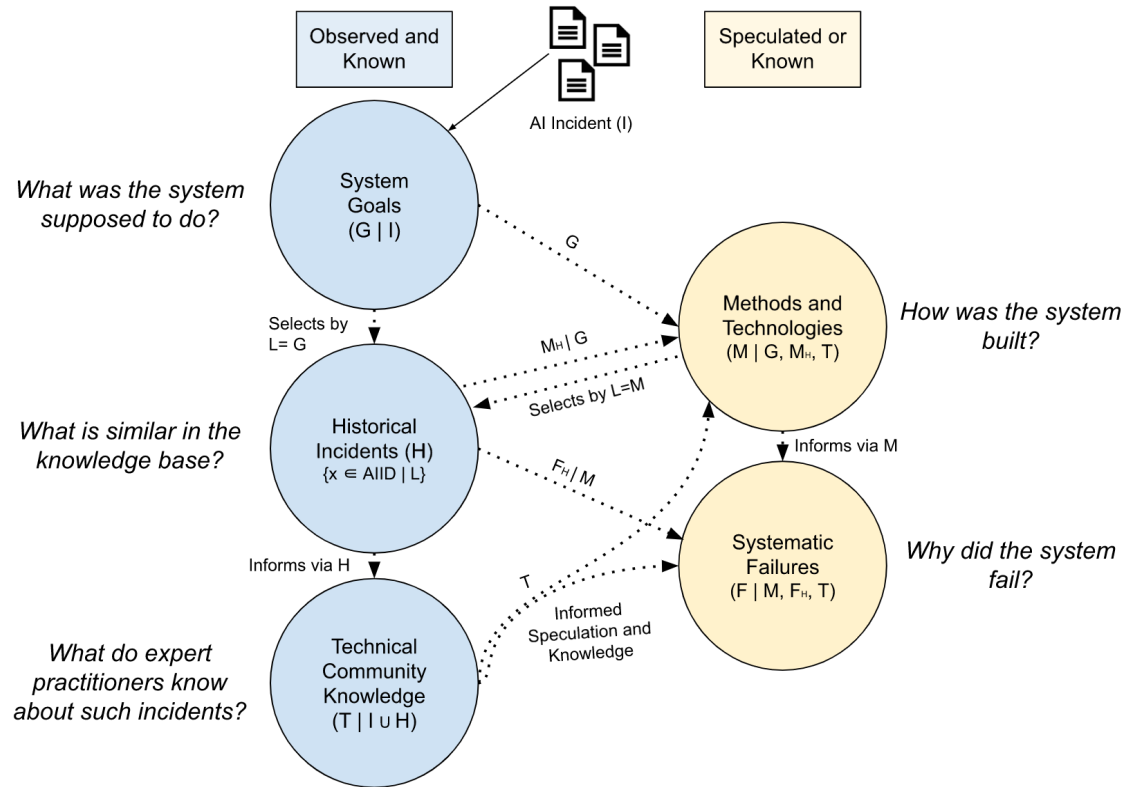 Observed and
Known
AI Incident (I)
Speculated or
Known
What was the system
supposed to do?
System
Goals
(G | I)
G
Selects by
L= G
Methods and
Technologies
(M | G, MH, T)
How was the system
built?
MH | G
Selects by L=M
What is similar in the
knowledge base?
Historical
Incidents (H)
{x ∈ AIID | L}
FH | M
Informs via M
Informs via H
Systematic
Failures
(F | M, FH, T)
Why did the system
fail?
T
Informed
Speculation and
Knowledge
What do expert
practitioners know
about such incidents?
Technical
Community
Knowledge
(T | I ∪ H)